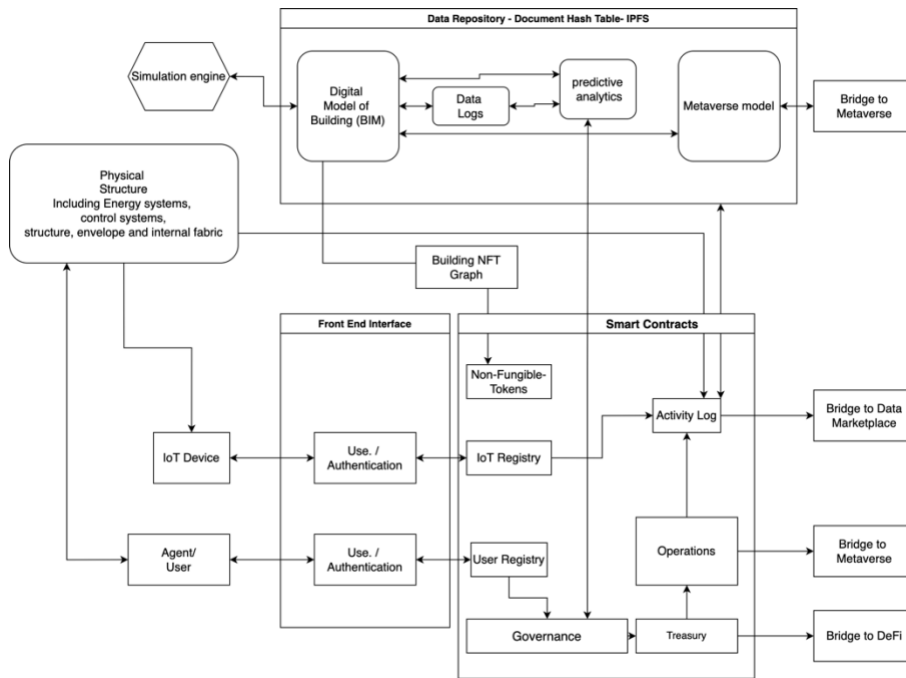 Data Repository - Document Hash Table- IPFS
Simulation engine
Digital
Model of
Building (BIM)
Data
Logs
predictive
analytics
Metaverse model
Bridge to
Metaverse
Physical
Structure
Including Energy systems,
control systems,
structure, envelope and internal fabric
Building NFT
Graph
Front End Interface
Smart Contracts
Non-Fungible-
Tokens
Activity Log
Bridge to Data
Marketplace
IoT Device
Use. /
Authentication
IoT Registry
Agent/
User
Use. /
Authentication
User Registry
Operations
Bridge to
Metaverse
Governance
Treasury
Bridge to DeFi